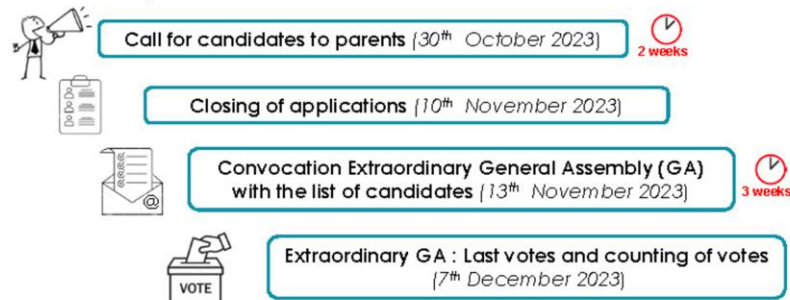 Call for candidates to parents (30th October 2023)
2 weeks
Closing of applications (10th November 2023)
Convocation Extraordinary General Assembly (GA)
with the list of candidates (13th November 2023)
3 weeks
@
Extraordinary GA : Last votes and counting of votes
(7th December 2023)
VOTE